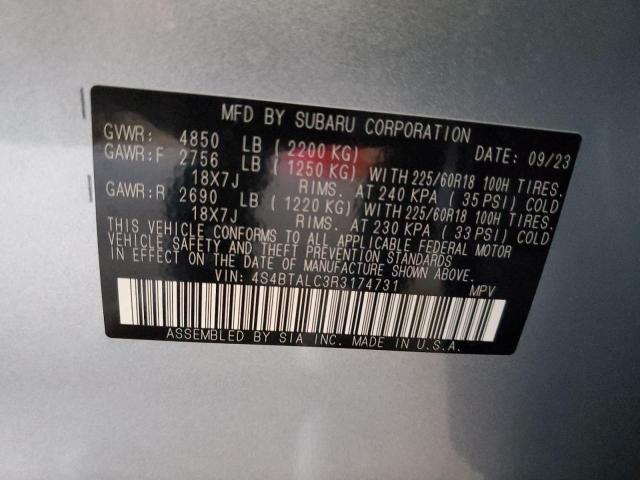 MFD BY SUBARU CORPORATION
GVWR: 4850 LB (2200 KG) DATE: 09/23
GAWR:F 2756 LB (1250 KG) WITH 225/60R18 100H TIRES.
18X7J RIMS. AT 240 KPA (35 PSI) COLD
GAWR:R 2690 LB (1220 KG) WITH 225/60R18 100H TIRES.
18X7J RIMS. AT 230 KPA (33 PSI) COLD
THIS VEHICLE CONFORMS TO ALL APPLICABLE FEDERAL MOTOR
VEHICLE SAFETY AND THEFT PREVENTION STANDARDS
IN EFFECT ON THE DATE OF MANUFACTURE SHOWN ABOVE.
VIN: 4S4BTALC3R3174731 MPV
ASSEMBLED BY SIA INC. MADE IN U.S.A.